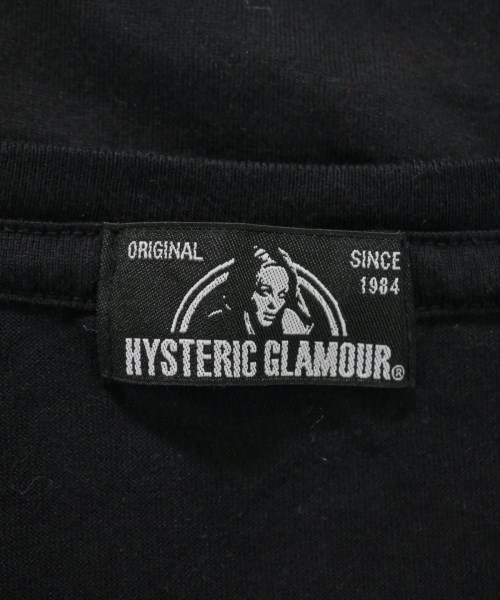 ORIGINAL
SINCE
1984
HYSTERIC GLAMOUR®